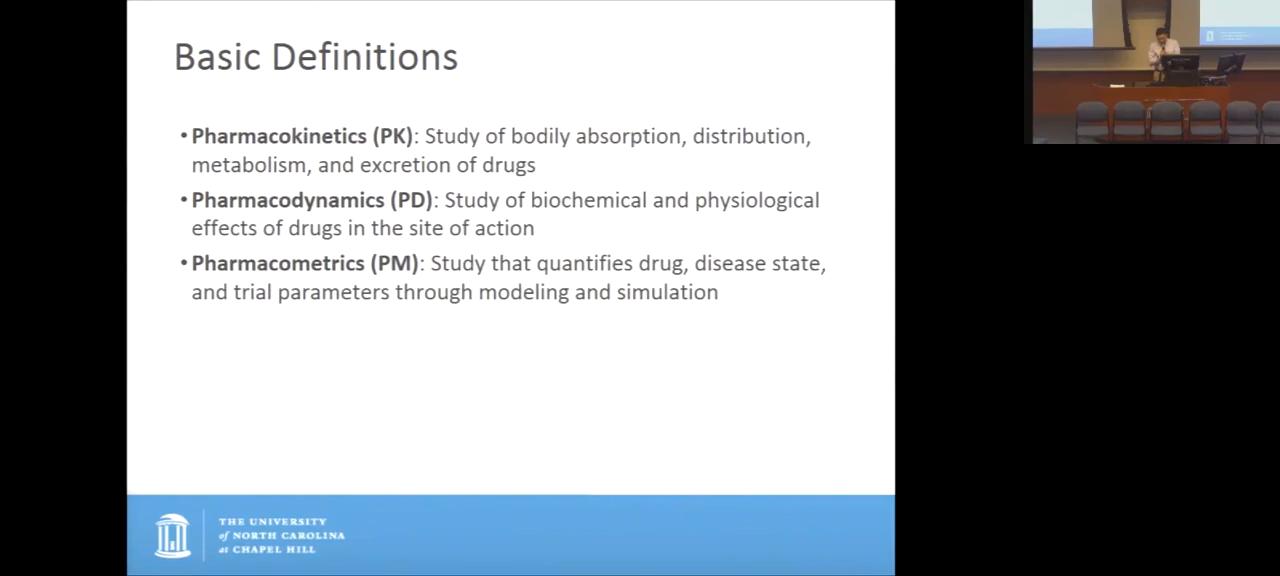 Basic Definitions
•Pharmacokinetics (PK): Study of bodily absorption, distribution,
metabolism, and excretion of drugs
•Pharmacodynamics (PD): Study of biochemical and physiological
effects of drugs in the site of action
•Pharmacometrics (PM): Study that quantifies drug, disease state,
and trial parameters through modeling and simulation
THE UNIVERSITY
of NORTH CAROLINA
at CHAPEL HILL